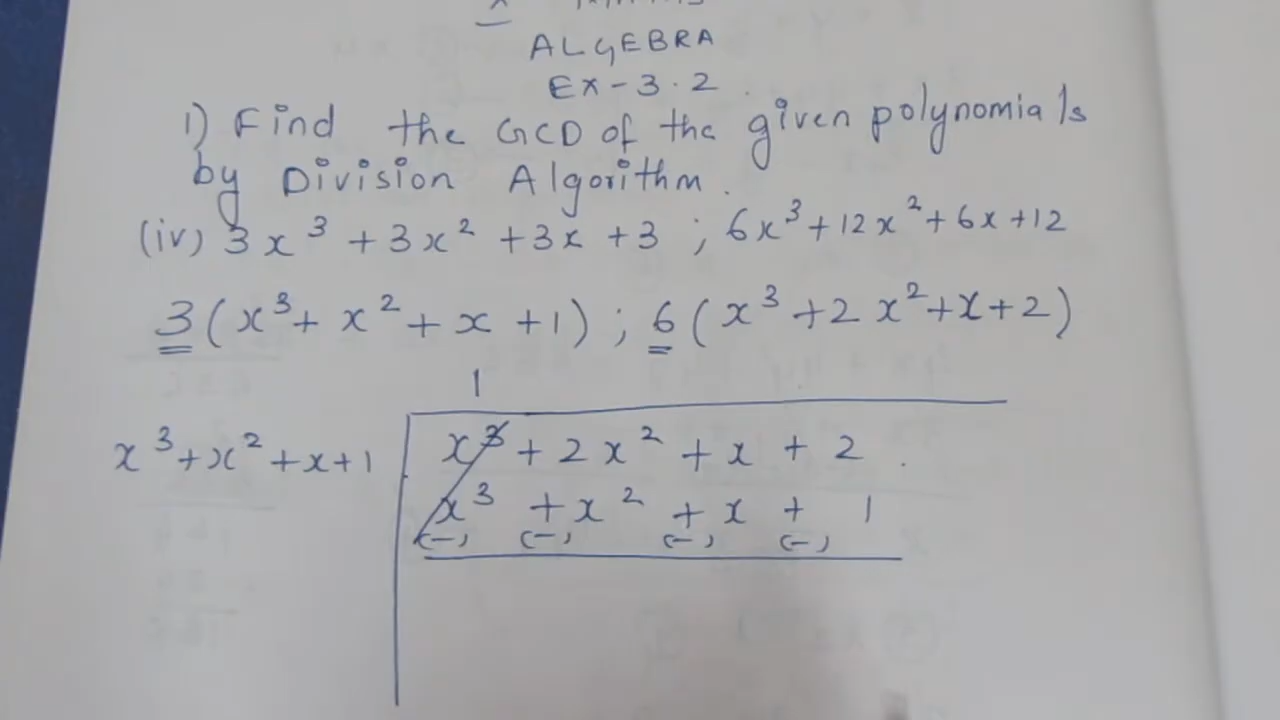 ALGEBRA
EX-3.2
1) Find the GCD of the given polynomials
by Division Algorithm.
(iv) 3x³ + 3x² + 3x + 3 ; 6x³ + 12x² + 6x + 12
3(x³ + x² + x + 1) ; 6(x³ + 2x² + x + 2)
1
x³ + x² + x + 1 x³ + 2x² + x + 2
x³ + x² + x + 1
(-) (-) (-) (-)